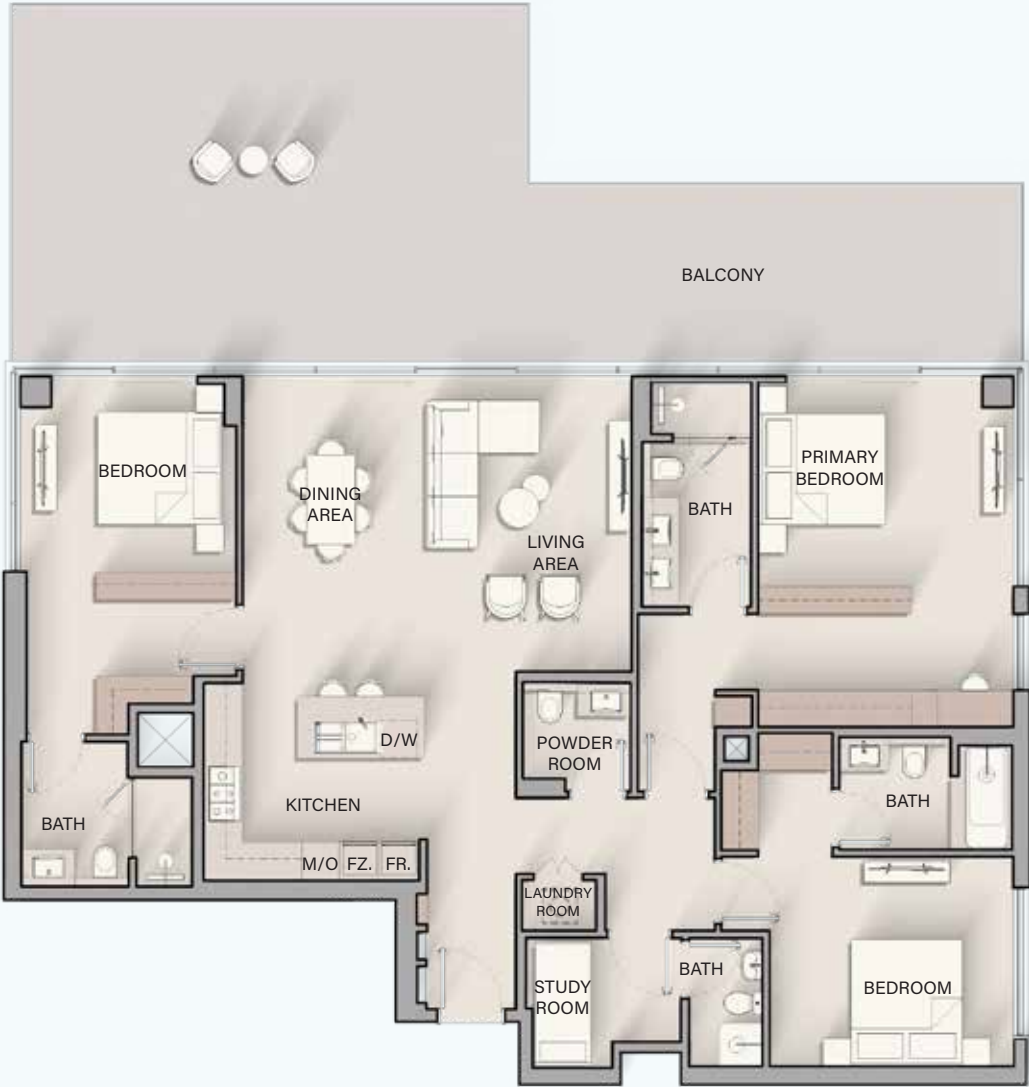 BALCONY
BEDROOM
DINING
AREA
LIVING
AREA
BATH
PRIMARY
BEDROOM
D/W
KITCHEN
M/O
FZ.
FR.
BATH
POWDER
ROOM
BATH
LAUNDRY
ROOM
STUDY
ROOM
BATH
BEDROOM